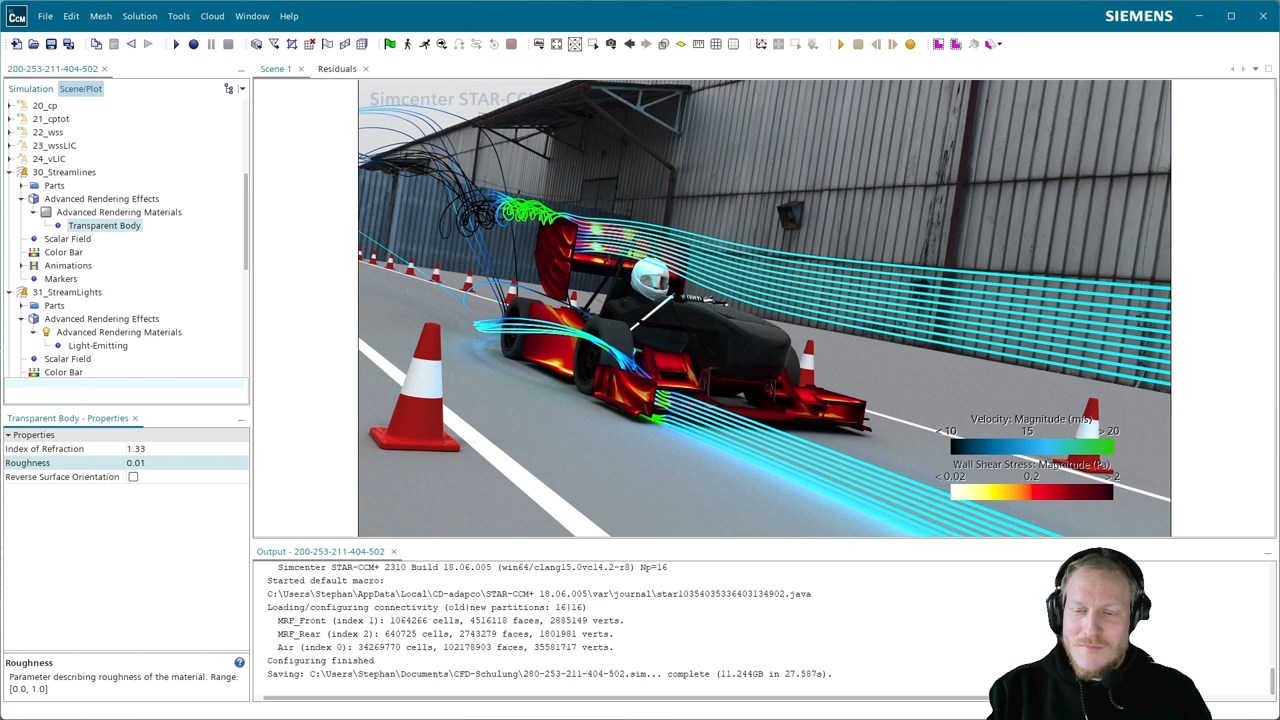 CCM
File Edit Mesh Solution Tools Cloud Window Help
SIEMENS
280-253-211-404-502
Scene 1
Residuals
Simulation
Scene/Plot
20_cp
21_cptot
22_wss
23_wssLIC
24_vLIC
30_Streamlines
Parts
Advanced Rendering Effects
Advanced Rendering Materials
Transparent Body
Scalar Field
Color Bar
Animations
Markers
31_StreamLights
Parts
Advanced Rendering Effects
Advanced Rendering Materials
Light-Emitting
Scalar Field
Color Bar
Transparent Body - Properties
Properties
Index of Refraction 1.33
Roughness 0.01
Reverse Surface Orientation
Roughness
Parameter describing roughness of the material. Range:
[0.0, 1.0]
Simcenter STAR-CCM
Velocity: Magnitude (m/s)
< 10 15 > 20
Wall Shear Stress: Magnitude (Pa)
< 0.02 0.2 > 2
Output - 280-253-211-404-502
Simcenter STAR-CCM+ 2310 Build 18.06.005 (win64/clang15.0vc14.2-r8) Np=16
Started default macro:
C:\Users\Stephan\AppData\Local\CD-adapco\STAR-CCM+ 18.06.005\var\journal\star10354035336403134902.java
Loading/configuring connectivity (old|new partitions: 16|16)
MRF_Front (index 1): 1064266 cells, 4516118 faces, 2885149 verts.
MRF_Rear (index 2): 640725 cells, 2743279 faces, 1801981 verts.
Air (index 0): 34269770 cells, 102178903 faces, 35581717 verts.
Configuring finished
Saving: C:\Users\Stephan\Documents\CFD-Schulung\280-253-211-404-502.sim... complete (11.244GB in 27.587s).